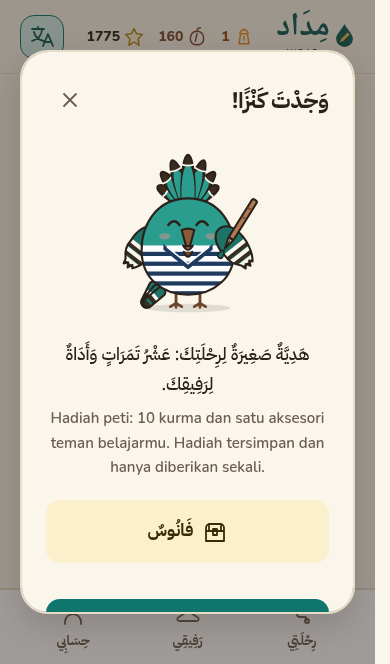 مِدَاد
1
160
1775
وَجَدْتَ كَنْزًا!
هَدِيَّةٌ صَغِيرَةٌ لِرِحْلَتِكَ: عَشْرُ تَمَرَاتٍ وَأَدَاةٌ
لِرَفِيقِكَ.
Hadiah peti: 10 kurma dan satu aksesori
teman belajarmu. Hadiah tersimpan dan
hanya diberikan sekali.
فَانُوسٌ
رِحْلَتِي
رَفِيقِي
حِسَابِي